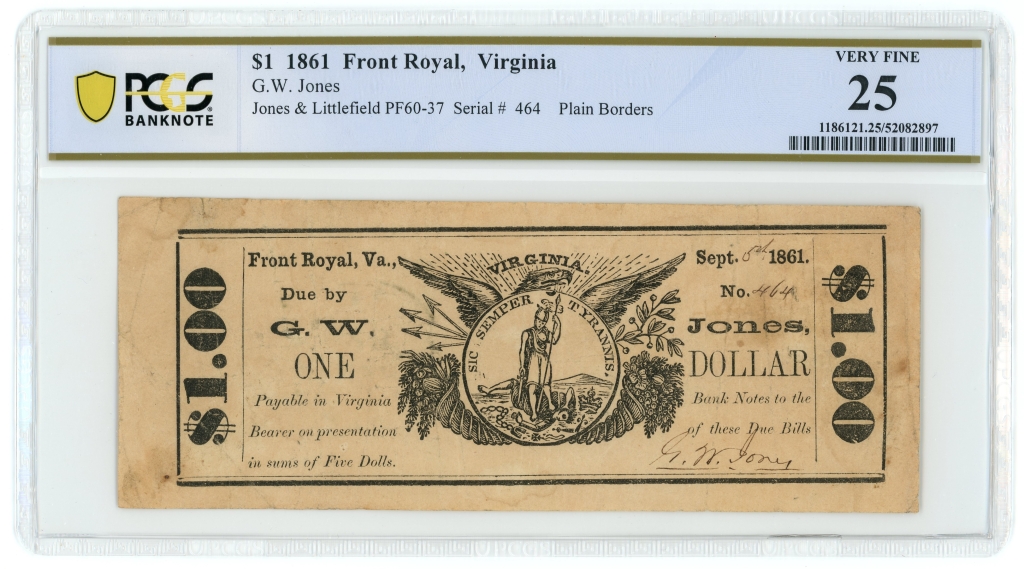 PCGS
BANKNOTE
$1 1861 Front Royal, Virginia
G.W. Jones
Jones & Littlefield PF60-37 Serial # 464 Plain Borders
VERY FINE
25
1186121.25/52082897
$1.00
Front Royal, Va.,
Due by
G. W.
ONE
Payable in Virginia
Bearer on presentation
in sums of Five Dolls.
VIRGINIA.
SIC SEMPER TYRANNIS.
Sept. 5th 1861.
No. 464
Jones,
DOLLAR
Bank Notes to the
of these Due Bills
G. W. Jones
$1.00